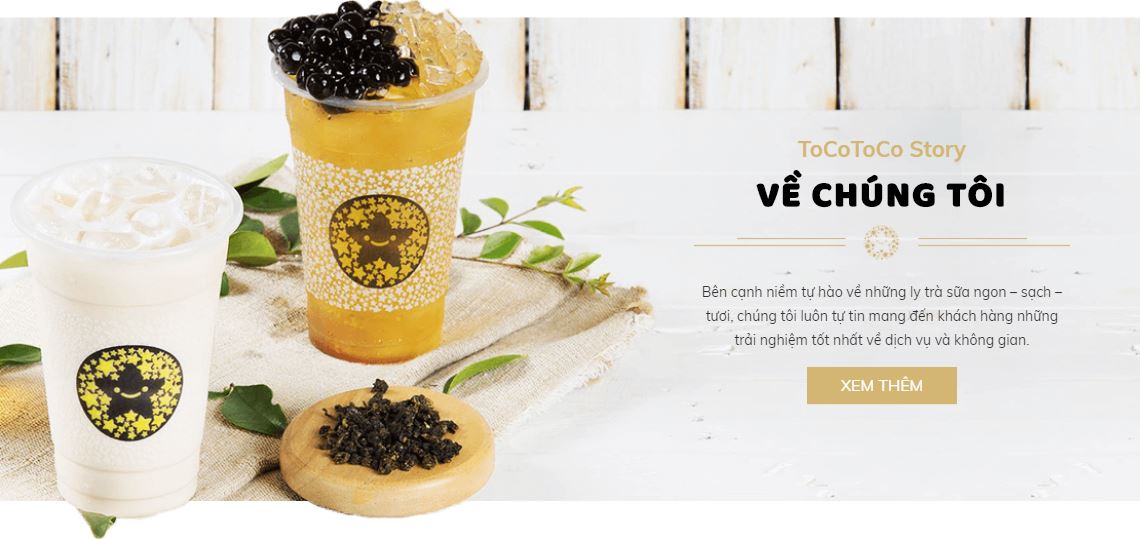 ToCoToCo Story
VỀ CHÚNG TÔI
Bên cạnh niềm tự hào về những ly trà sữa ngon – sạch –
tươi, chúng tôi luôn tự tin mang đến khách hàng những
trải nghiệm tốt nhất về dịch vụ và không gian.
XEM THÊM